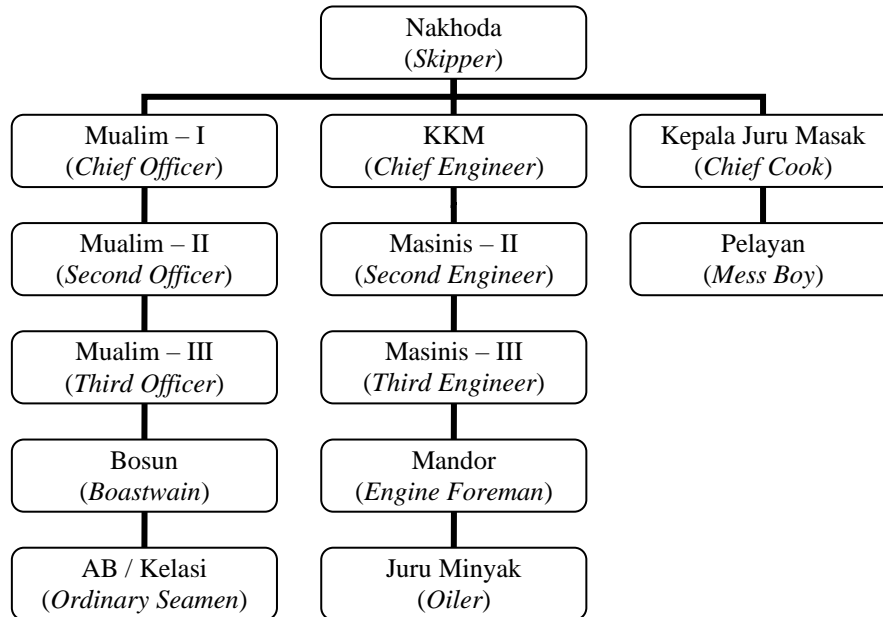 Nakhoda
(Skipper)
Mualim – I
(Chief Officer)
KKM
(Chief Engineer)
Kepala Juru Masak
(Chief Cook)
Mualim – II
(Second Officer)
Masinis – II
(Second Engineer)
Pelayan
(Mess Boy)
Mualim – III
(Third Officer)
Masinis – III
(Third Engineer)
Bosun
(Boastwain)
Mandor
(Engine Foreman)
AB / Kelasi
(Ordinary Seamen)
Juru Minyak
(Oiler)